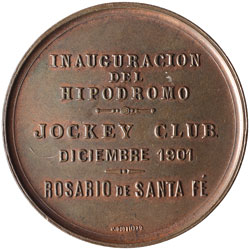 INAUGURACION
DEL
HIPODROMO
JOCKEY CLUB
DICIEMBRE 1901
ROSARIO DE SANTA FÉ